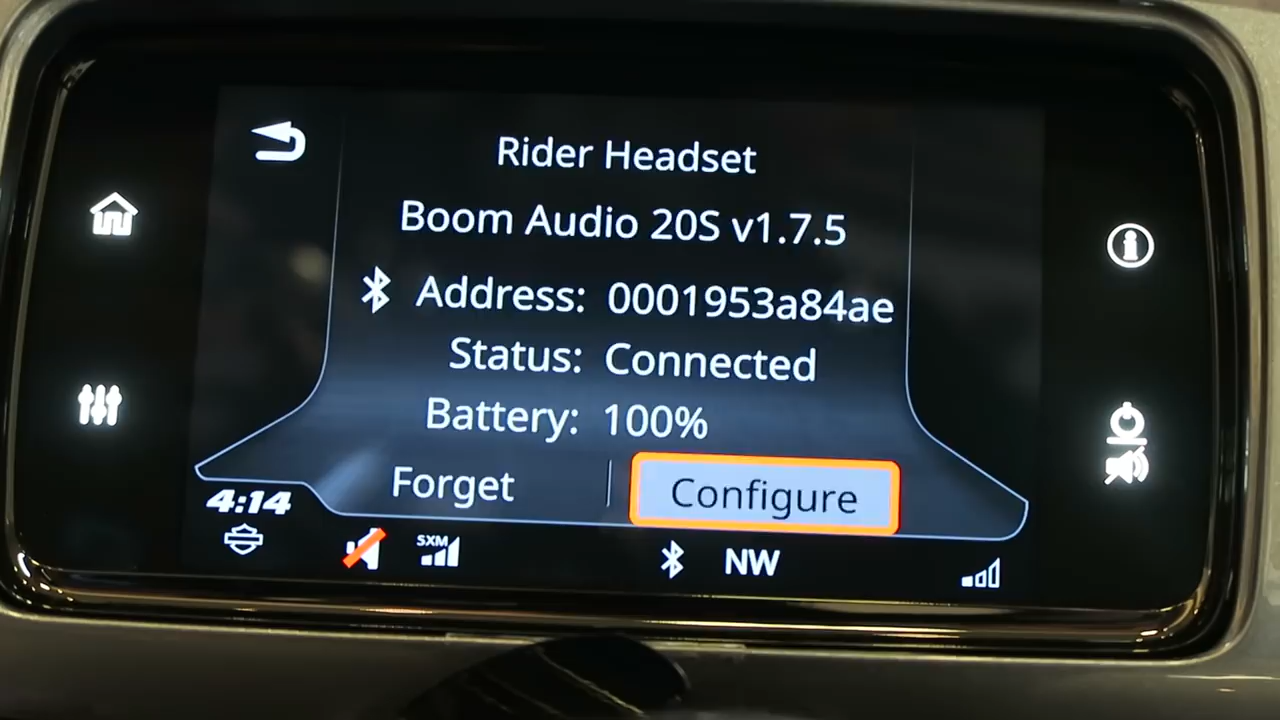 Rider Headset
Boom Audio 20S v1.7.5
Address: 0001953a84ae
Status: Connected
Battery: 100%
Forget
Configure
4:14
SXM
NW